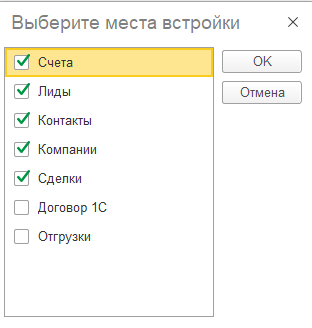 Выберите места встройки
Счета
OK
Лиды
Отмена
Контакты
Компании
Сделки
Договор 1С
Отгрузки